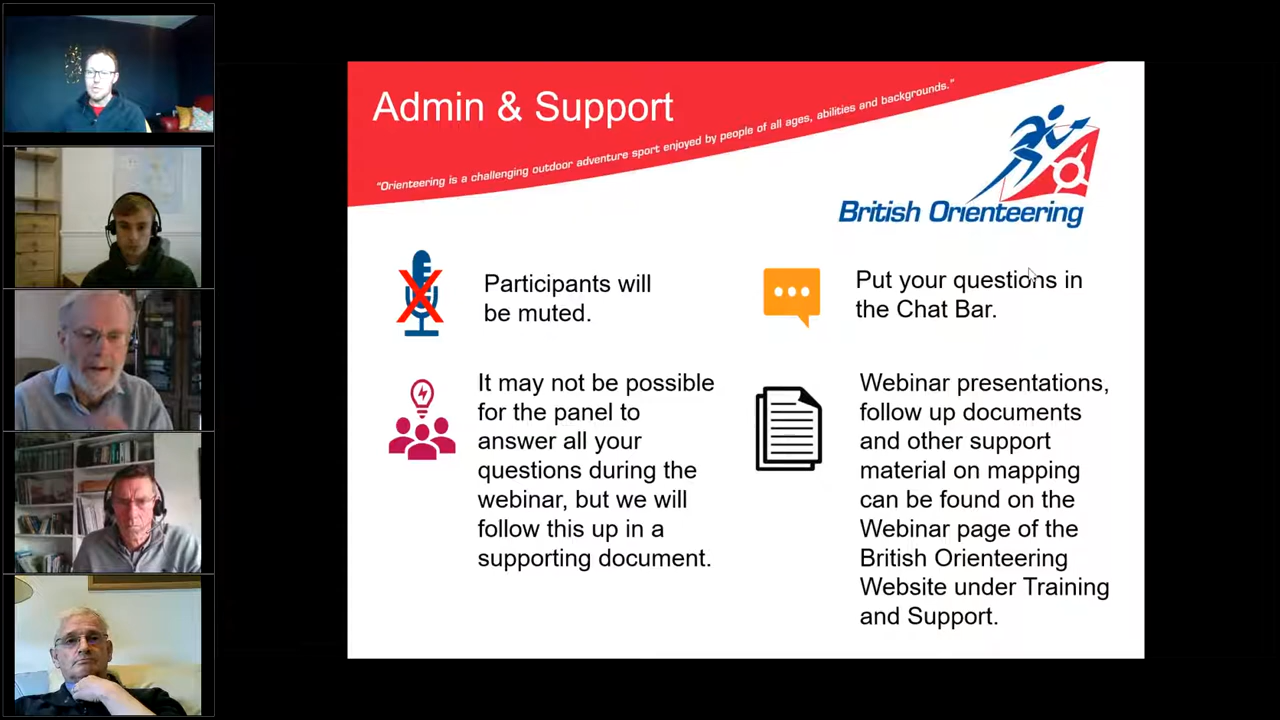 Admin & Support
"Orienteering is a challenging outdoor adventure sport enjoyed by people of all ages, abilities and backgrounds."
British Orienteering
Participants will
be muted.
Put your questions in
the Chat Bar.
It may not be possible
for the panel to
answer all your
questions during the
webinar, but we will
follow this up in a
supporting document.
Webinar presentations,
follow up documents
and other support
material on mapping
can be found on the
Webinar page of the
British Orienteering
Website under Training
and Support.